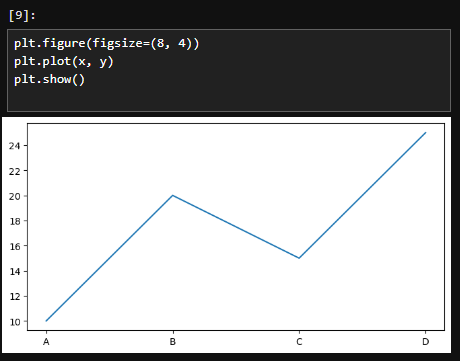 [9]:
plt.figure(figsize=(8, 4))
plt.plot(x, y)
plt.show()
24
22
20
18
16
14
12
10
A B C D